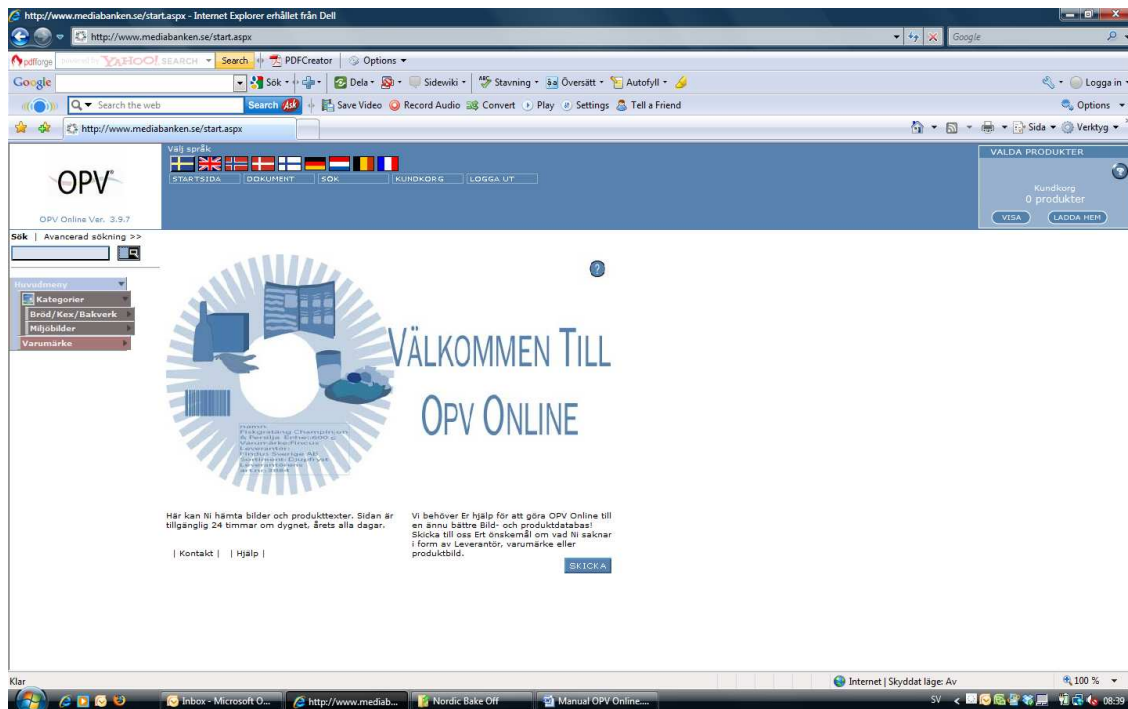 http://www.mediabanken.se/start.aspx - Internet Explorer erhållet från Dell
http://www.mediabanken.se/start.aspx
Google
pdfforge powered by YAHOO! SEARCH Search PDFCreator Options
Google Sök Dela Sidewiki Stavning Översätt Autofyll Logga in
Search the web Search Ask Save Video Record Audio Convert Play Settings Tell a Friend Options
http://www.mediabanken.se/start.aspx Sida Verktyg
Välj språk
STARTSIDA DOKUMENT SÖK KUNDKORG LOGGA UT
VALDA PRODUKTER
Kundkorg
0 produkter
VISA LADDA HEM
OPV
OPV Online Ver. 3.9.7
Sök | Avancerad sökning >>
Huvudmeny
Kategorier
Bröd/Kex/Bakverk
Miljöbilder
Varumärke
VÄLKOMMEN TILL
OPV ONLINE
Här kan Ni hämta bilder och produkttexter. Sidan är
tillgänglig 24 timmar om dygnet, årets alla dagar.
| Kontakt | | Hjälp |
Vi behöver Er hjälp för att göra OPV Online till
en ännu bättre Bild- och produktdatabas!
Skicka till oss Ert önskemål om vad Ni saknar
i form av Leverantör, varumärke eller
produktbild.
SKICKA
Klar
Internet | Skyddat läge: Av
100 %
Inbox - Microsoft O... http://www.mediab... Nordic Bake Off Manual OPV Online.... SV 08:39